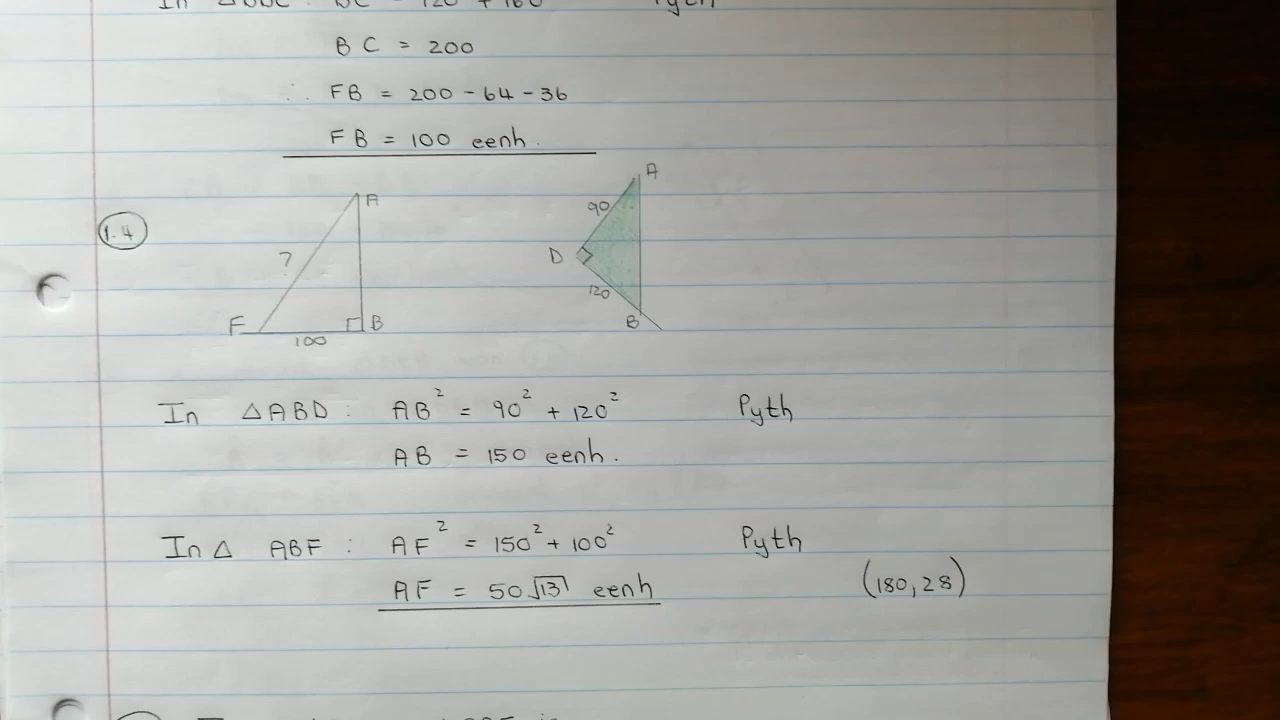 BC = 200
∴ FB = 200 - 64 - 36
FB = 100 eenh.
1.4
A
?
F
B
100
A
90
D
120
B
In △ABD : AB² = 90² + 120² Pyth
AB = 150 eenh.
In △ ABF : AF² = 150² + 100² Pyth
AF = 50√13 eenh (180,28)